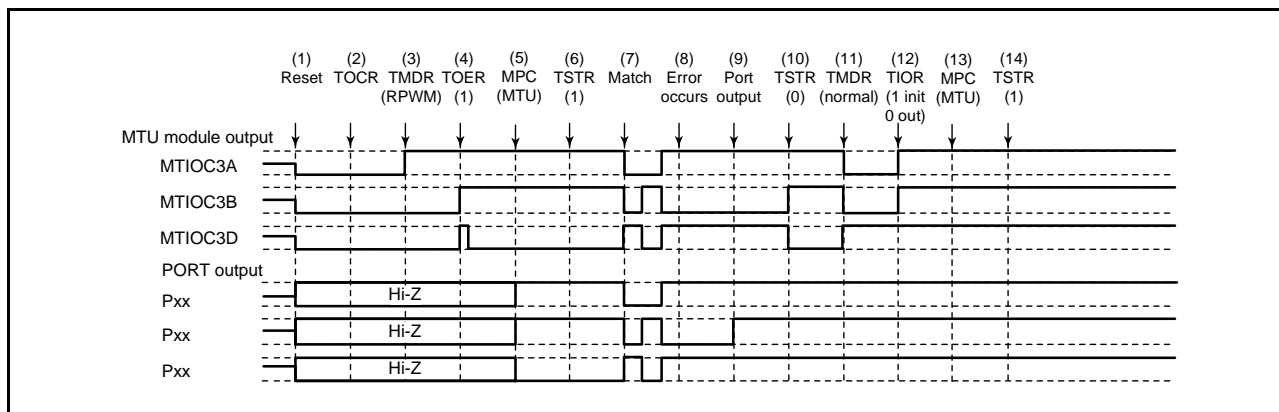 (1) (2) (3) (4) (5) (6) (7) (8) (9) (10) (11) (12) (13) (14)
Reset TOCR TMDR TOER MPC TSTR Match Error Port TSTR TMDR TIOR MPC TSTR
(RPWM) (1) (MTU) (1) occurs output (0) (normal) (1 init (MTU) (1)
0 out)
MTU module output
MTIOC3A
MTIOC3B
MTIOC3D
PORT output
Pxx Hi-Z
Pxx Hi-Z
Pxx Hi-Z